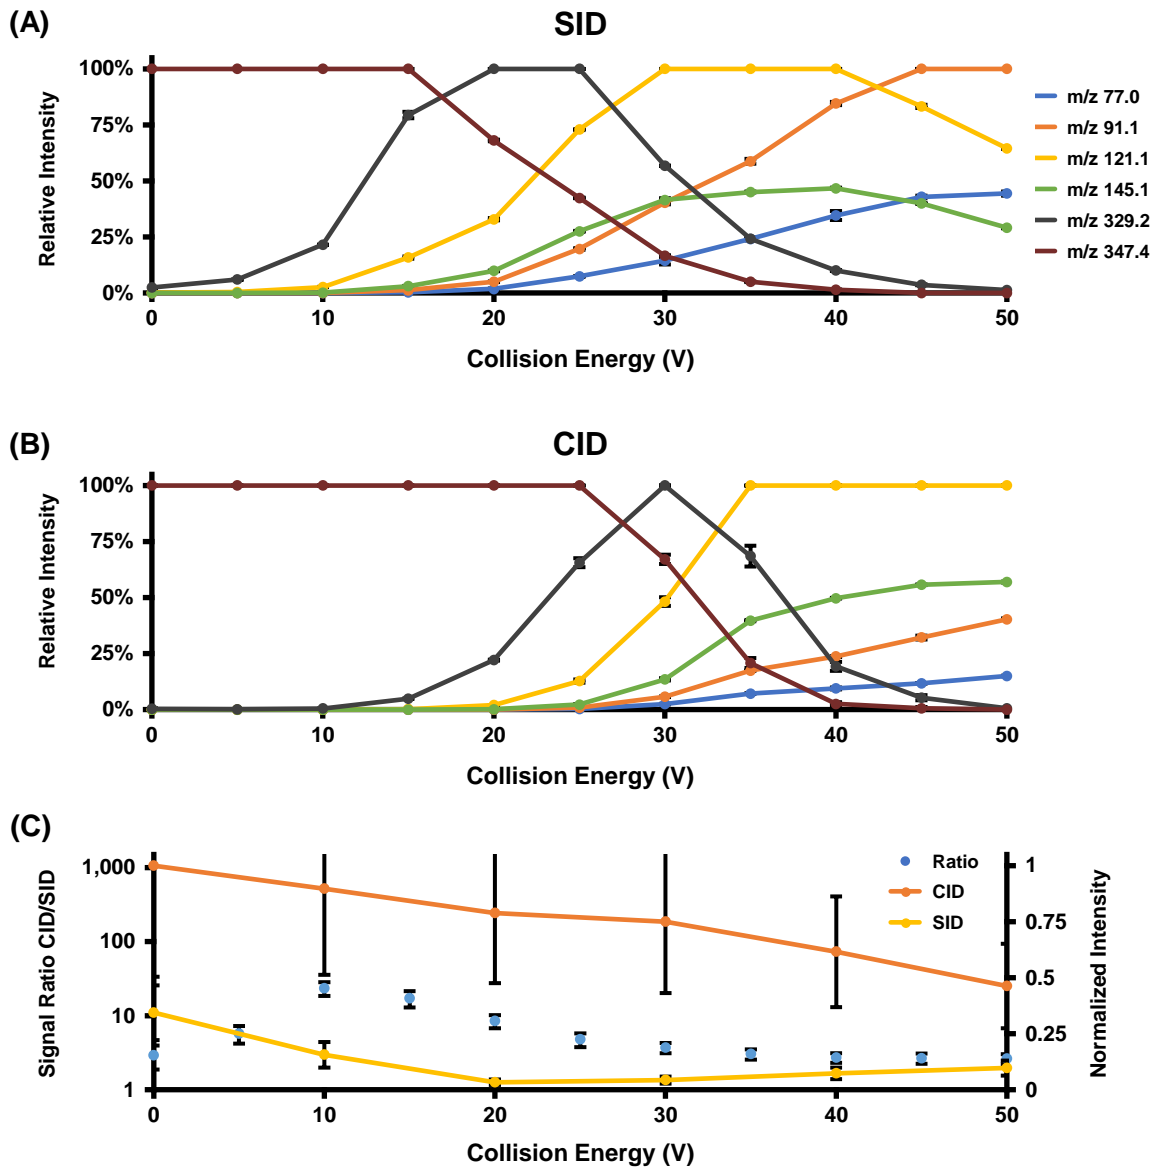 (A)
SID
Relative Intensity
100%
75%
50%
25%
0%
0 10 20 30 40 50
Collision Energy (V)
m/z 77.0
m/z 91.1
m/z 121.1
m/z 145.1
m/z 329.2
m/z 347.4
(B)
CID
Relative Intensity
100%
75%
50%
25%
0%
0 10 20 30 40 50
Collision Energy (V)
(C)
Signal Ratio CID/SID
1,000
100
10
1
Ratio
CID
SID
1
0.75
0.5
0.25
0
Normalized Intensity
0 10 20 30 40 50
Collision Energy (V)